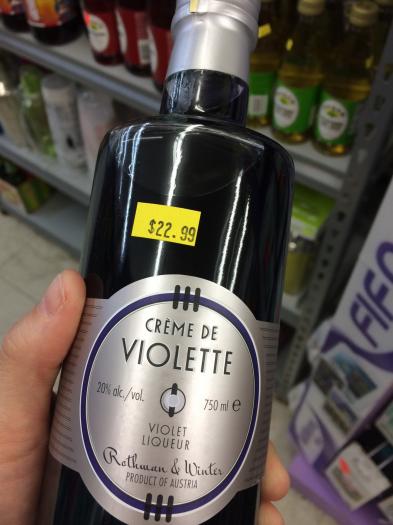 $22.99
CRÈME DE
VIOLETTE
20% alc./vol. 750 ml e
VIOLET
LIQUEUR
Rothman & Winter
PRODUCT OF AUSTRIA